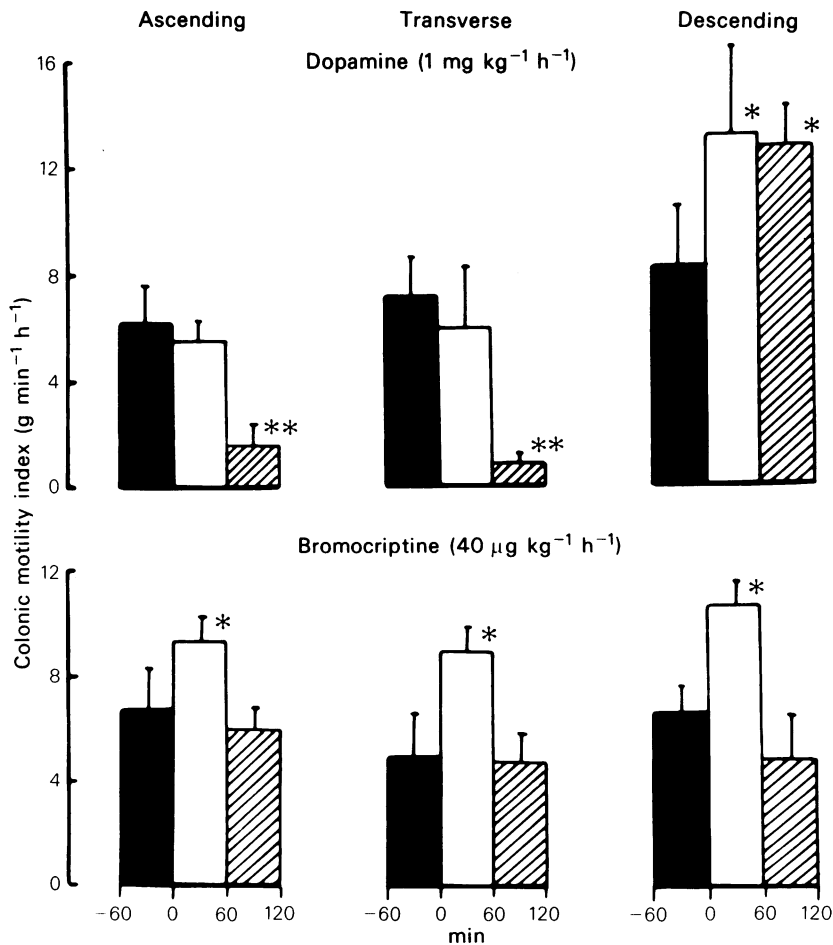 Ascending Transverse Descending
Dopamine (1 mg kg⁻¹ h⁻¹)
16
12
8
4
0
* *
** **
Colonic motility index (g min⁻¹ h⁻¹)
Bromocriptine (40 μg kg⁻¹ h⁻¹)
12
8
4
0
* * *
−60 0 60 120 −60 0 60 120 −60 0 60 120
min